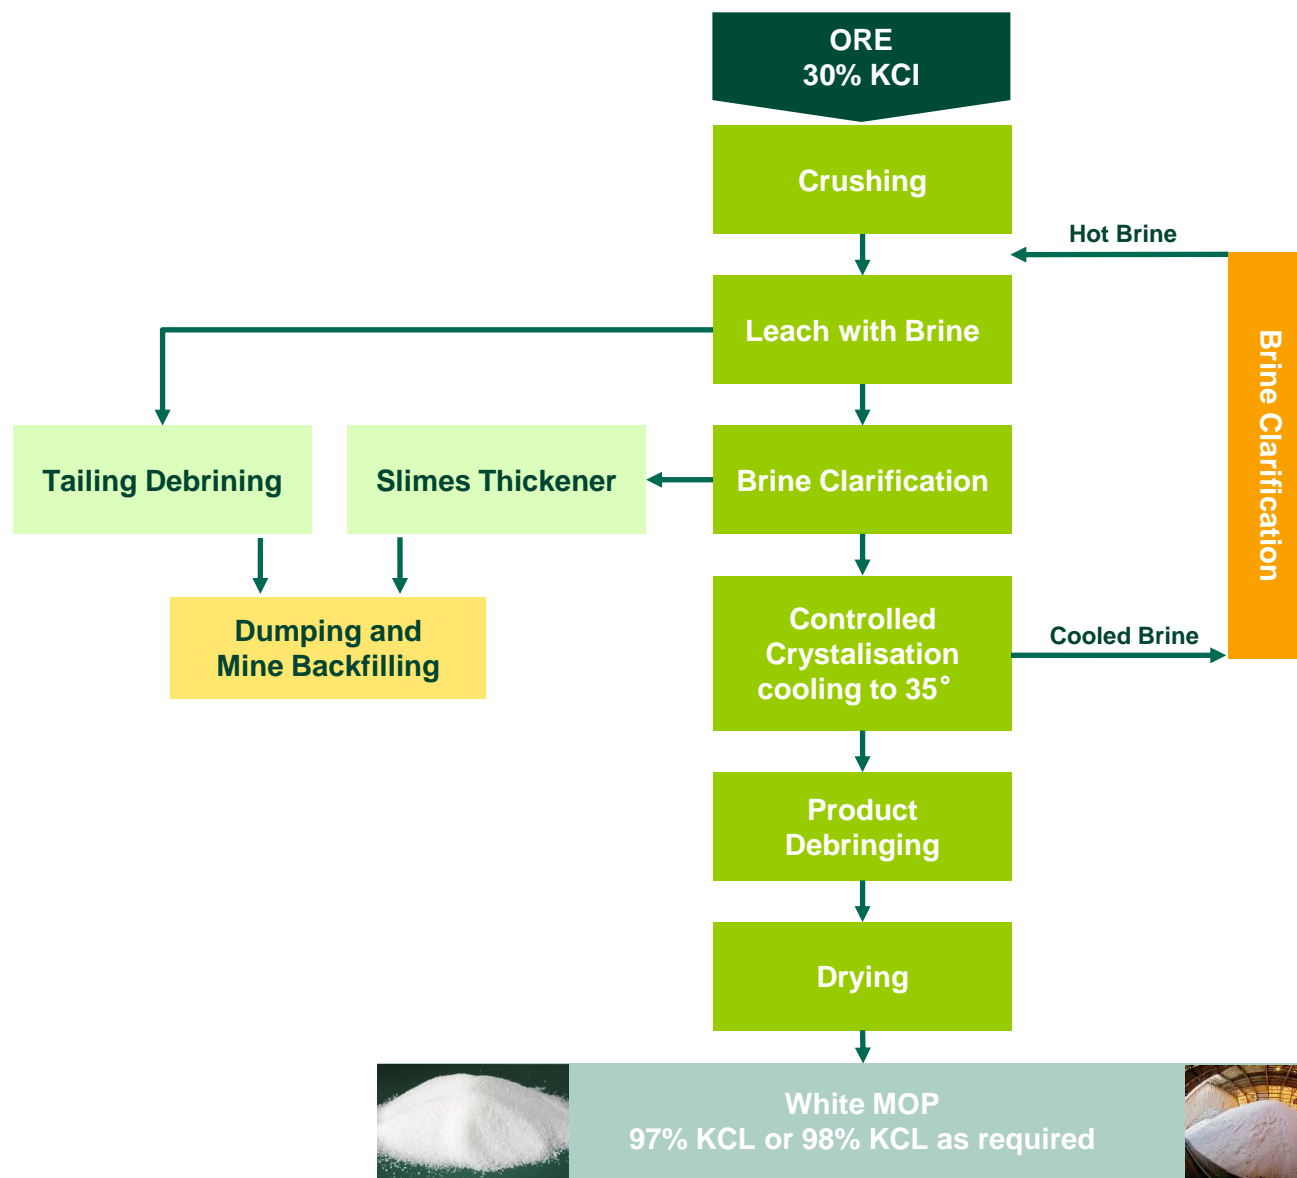 ORE
30% KCl
Crushing
Hot Brine
Leach with Brine
Brine Clarification
Tailing Debrining
Slimes Thickener
Brine Clarification
Dumping and
Mine Backfilling
Controlled
Crystalisation
cooling to 35°
Cooled Brine
Product
Debringing
Drying
White MOP
97% KCL or 98% KCL as required